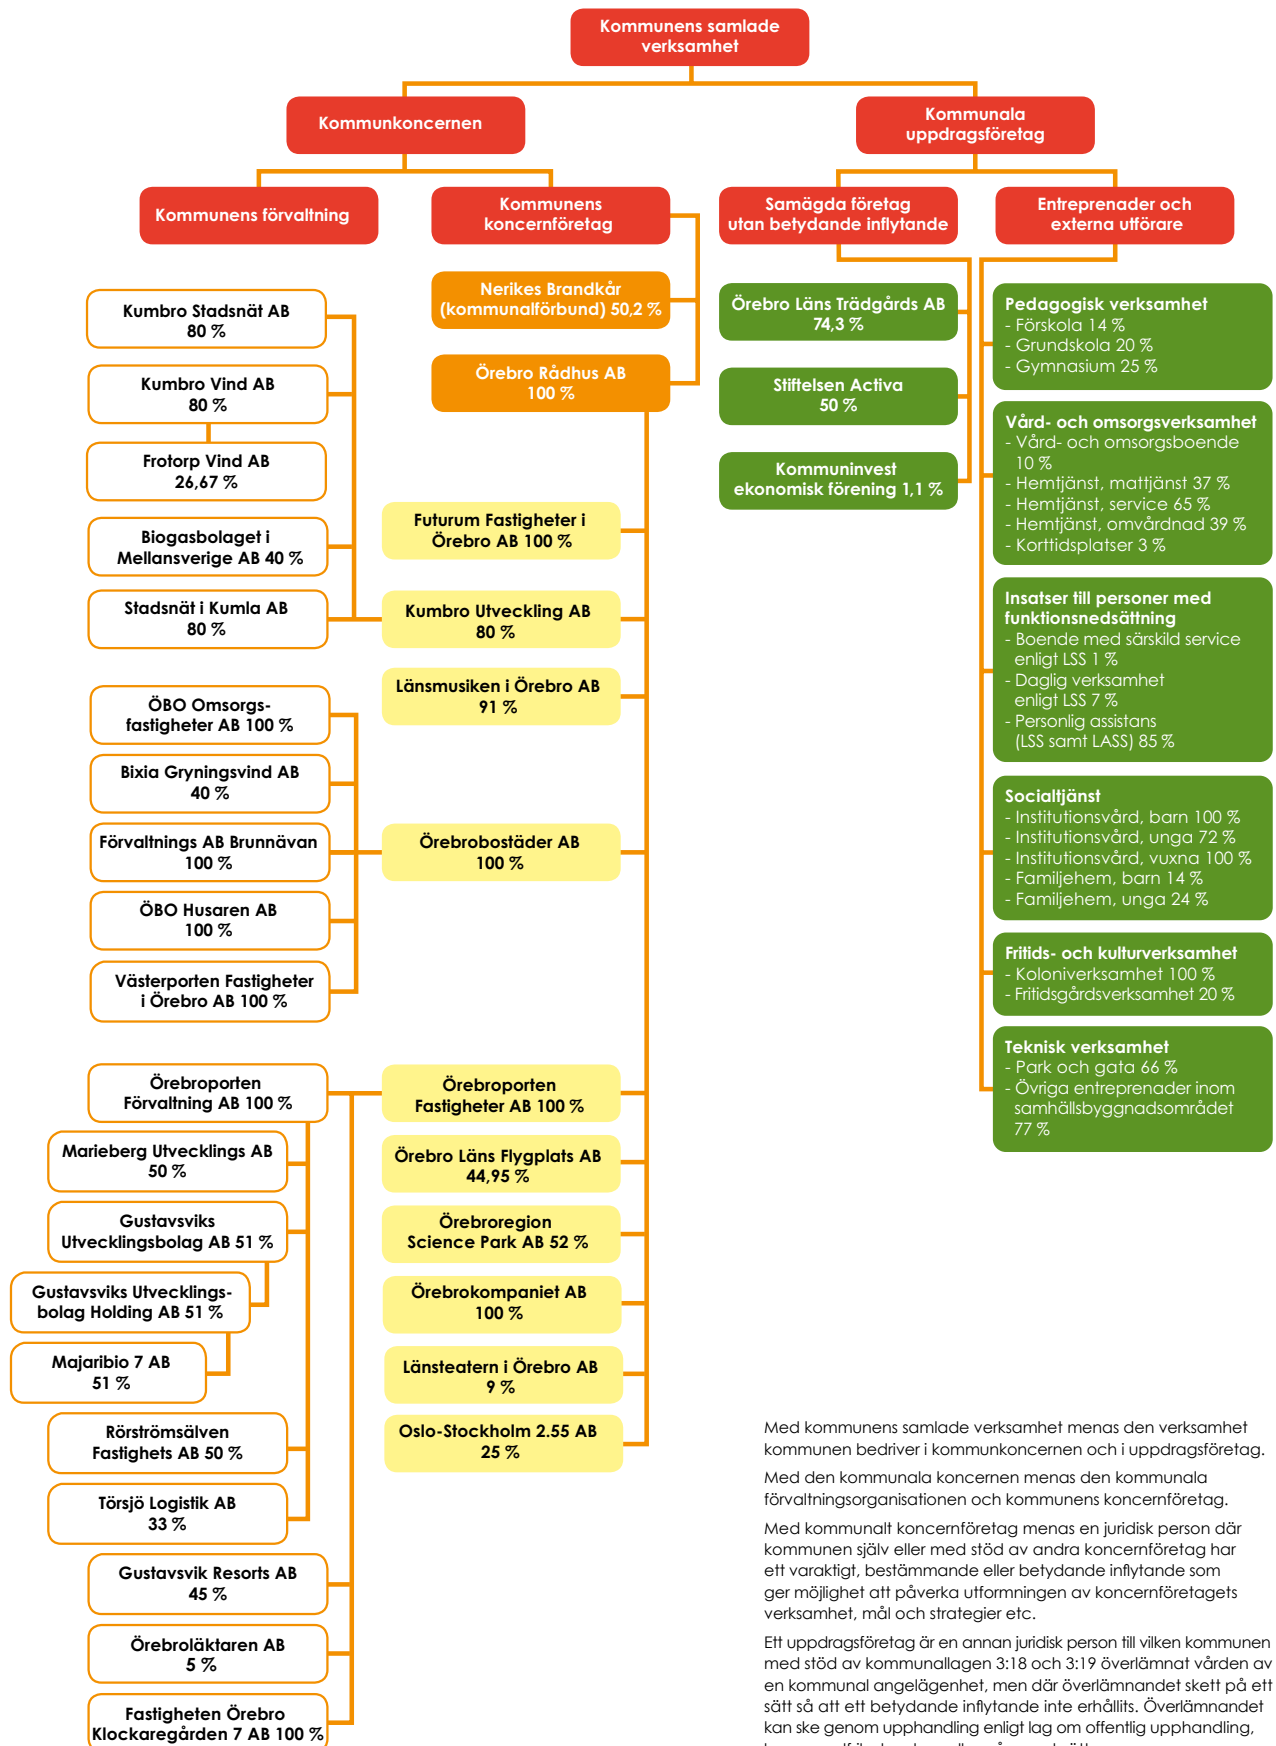 Kommunens samlade
verksamhet
Kommunkoncernen
Kommunala
uppdragsföretag
Kommunens förvaltning
Kommunens
koncernföretag
Samägda företag
utan betydande inflytande
Entreprenader och
externa utförare
Nerikes Brandkår
(kommunalförbund) 50,2 %
Örebro Rådhus AB
100 %
Kumbro Stadsnät AB
80 %
Kumbro Vind AB
80 %
Frotorp Vind AB
26,67 %
Biogasbolaget i
Mellansverige AB 40 %
Stadsnät i Kumla AB
80 %
ÖBO Omsorgs-
fastigheter AB 100 %
Bixia Gryningsvind AB
40 %
Förvaltnings AB Brunnävan
100 %
ÖBO Husaren AB
100 %
Västerporten Fastigheter
i Örebro AB 100 %
Örebroporten
Förvaltning AB 100 %
Marieberg Utvecklings AB
50 %
Gustavsviks
Utvecklingsbolag AB 51 %
Gustavsviks Utvecklings-
bolag Holding AB 51 %
Majaribio 7 AB
51 %
Rörströmsälven
Fastighets AB 50 %
Törsjö Logistik AB
33 %
Gustavsvik Resorts AB
45 %
Örebroläktaren AB
5 %
Fastigheten Örebro
Klockaregården 7 AB 100 %
Futurum Fastigheter i
Örebro AB 100 %
Kumbro Utveckling AB
80 %
Länsmusiken i Örebro AB
91 %
Örebrobostäder AB
100 %
Örebroporten
Fastigheter AB 100 %
Örebro Läns Flygplats AB
44,95 %
Örebroregion
Science Park AB 52 %
Örebrokompaniet AB
100 %
Länsteatern i Örebro AB
9 %
Oslo-Stockholm 2.55 AB
25 %
Örebro Läns Trädgårds AB
74,3 %
Stiftelsen Activa
50 %
Kommuninvest
ekonomisk förening 1,1 %
Pedagogisk verksamhet
- Förskola 14 %
- Grundskola 20 %
- Gymnasium 25 %
Vård- och omsorgsverksamhet
- Vård- och omsorgsboende
10 %
- Hemtjänst, mattjänst 37 %
- Hemtjänst, service 65 %
- Hemtjänst, omvårdnad 39 %
- Korttidsplatser 3 %
Insatser till personer med
funktionsnedsättning
- Boende med särskild service
enligt LSS 1 %
- Daglig verksamhet
enligt LSS 7 %
- Personlig assistans
(LSS samt LASS) 85 %
Socialtjänst
- Institutionsvård, barn 100 %
- Institutionsvård, unga 72 %
- Institutionsvård, vuxna 100 %
- Familjehem, barn 14 %
- Familjehem, unga 24 %
Fritids- och kulturverksamhet
- Koloniverksamhet 100 %
- Fritidsgårdsverksamhet 20 %
Teknisk verksamhet
- Park och gata 66 %
- Övriga entreprenader inom
samhällsbyggnadsområdet
77 %
Med kommunens samlade verksamhet menas den verksamhet
kommunen bedriver i kommunkoncernen och i uppdragsföretag.
Med den kommunala koncernen menas den kommunala
förvaltningsorganisationen och kommunens koncernföretag.
Med kommunalt koncernföretag menas en juridisk person där
kommunen själv eller med stöd av andra koncernföretag har
ett varaktigt, bestämmande eller betydande inflytande som
ger möjlighet att påverka utformningen av koncernföretagets
verksamhet, mål och strategier etc.
Ett uppdragsföretag är en annan juridisk person till vilken kommunen
med stöd av kommunallagen 3:18 och 3:19 överlämnat vården av
en kommunal angelägenhet, men där överlämnandet skett på ett
sätt så att ett betydande inflytande inte erhållits. Överlämnandet
kan ske genom upphandling enligt lag om offentlig upphandling,